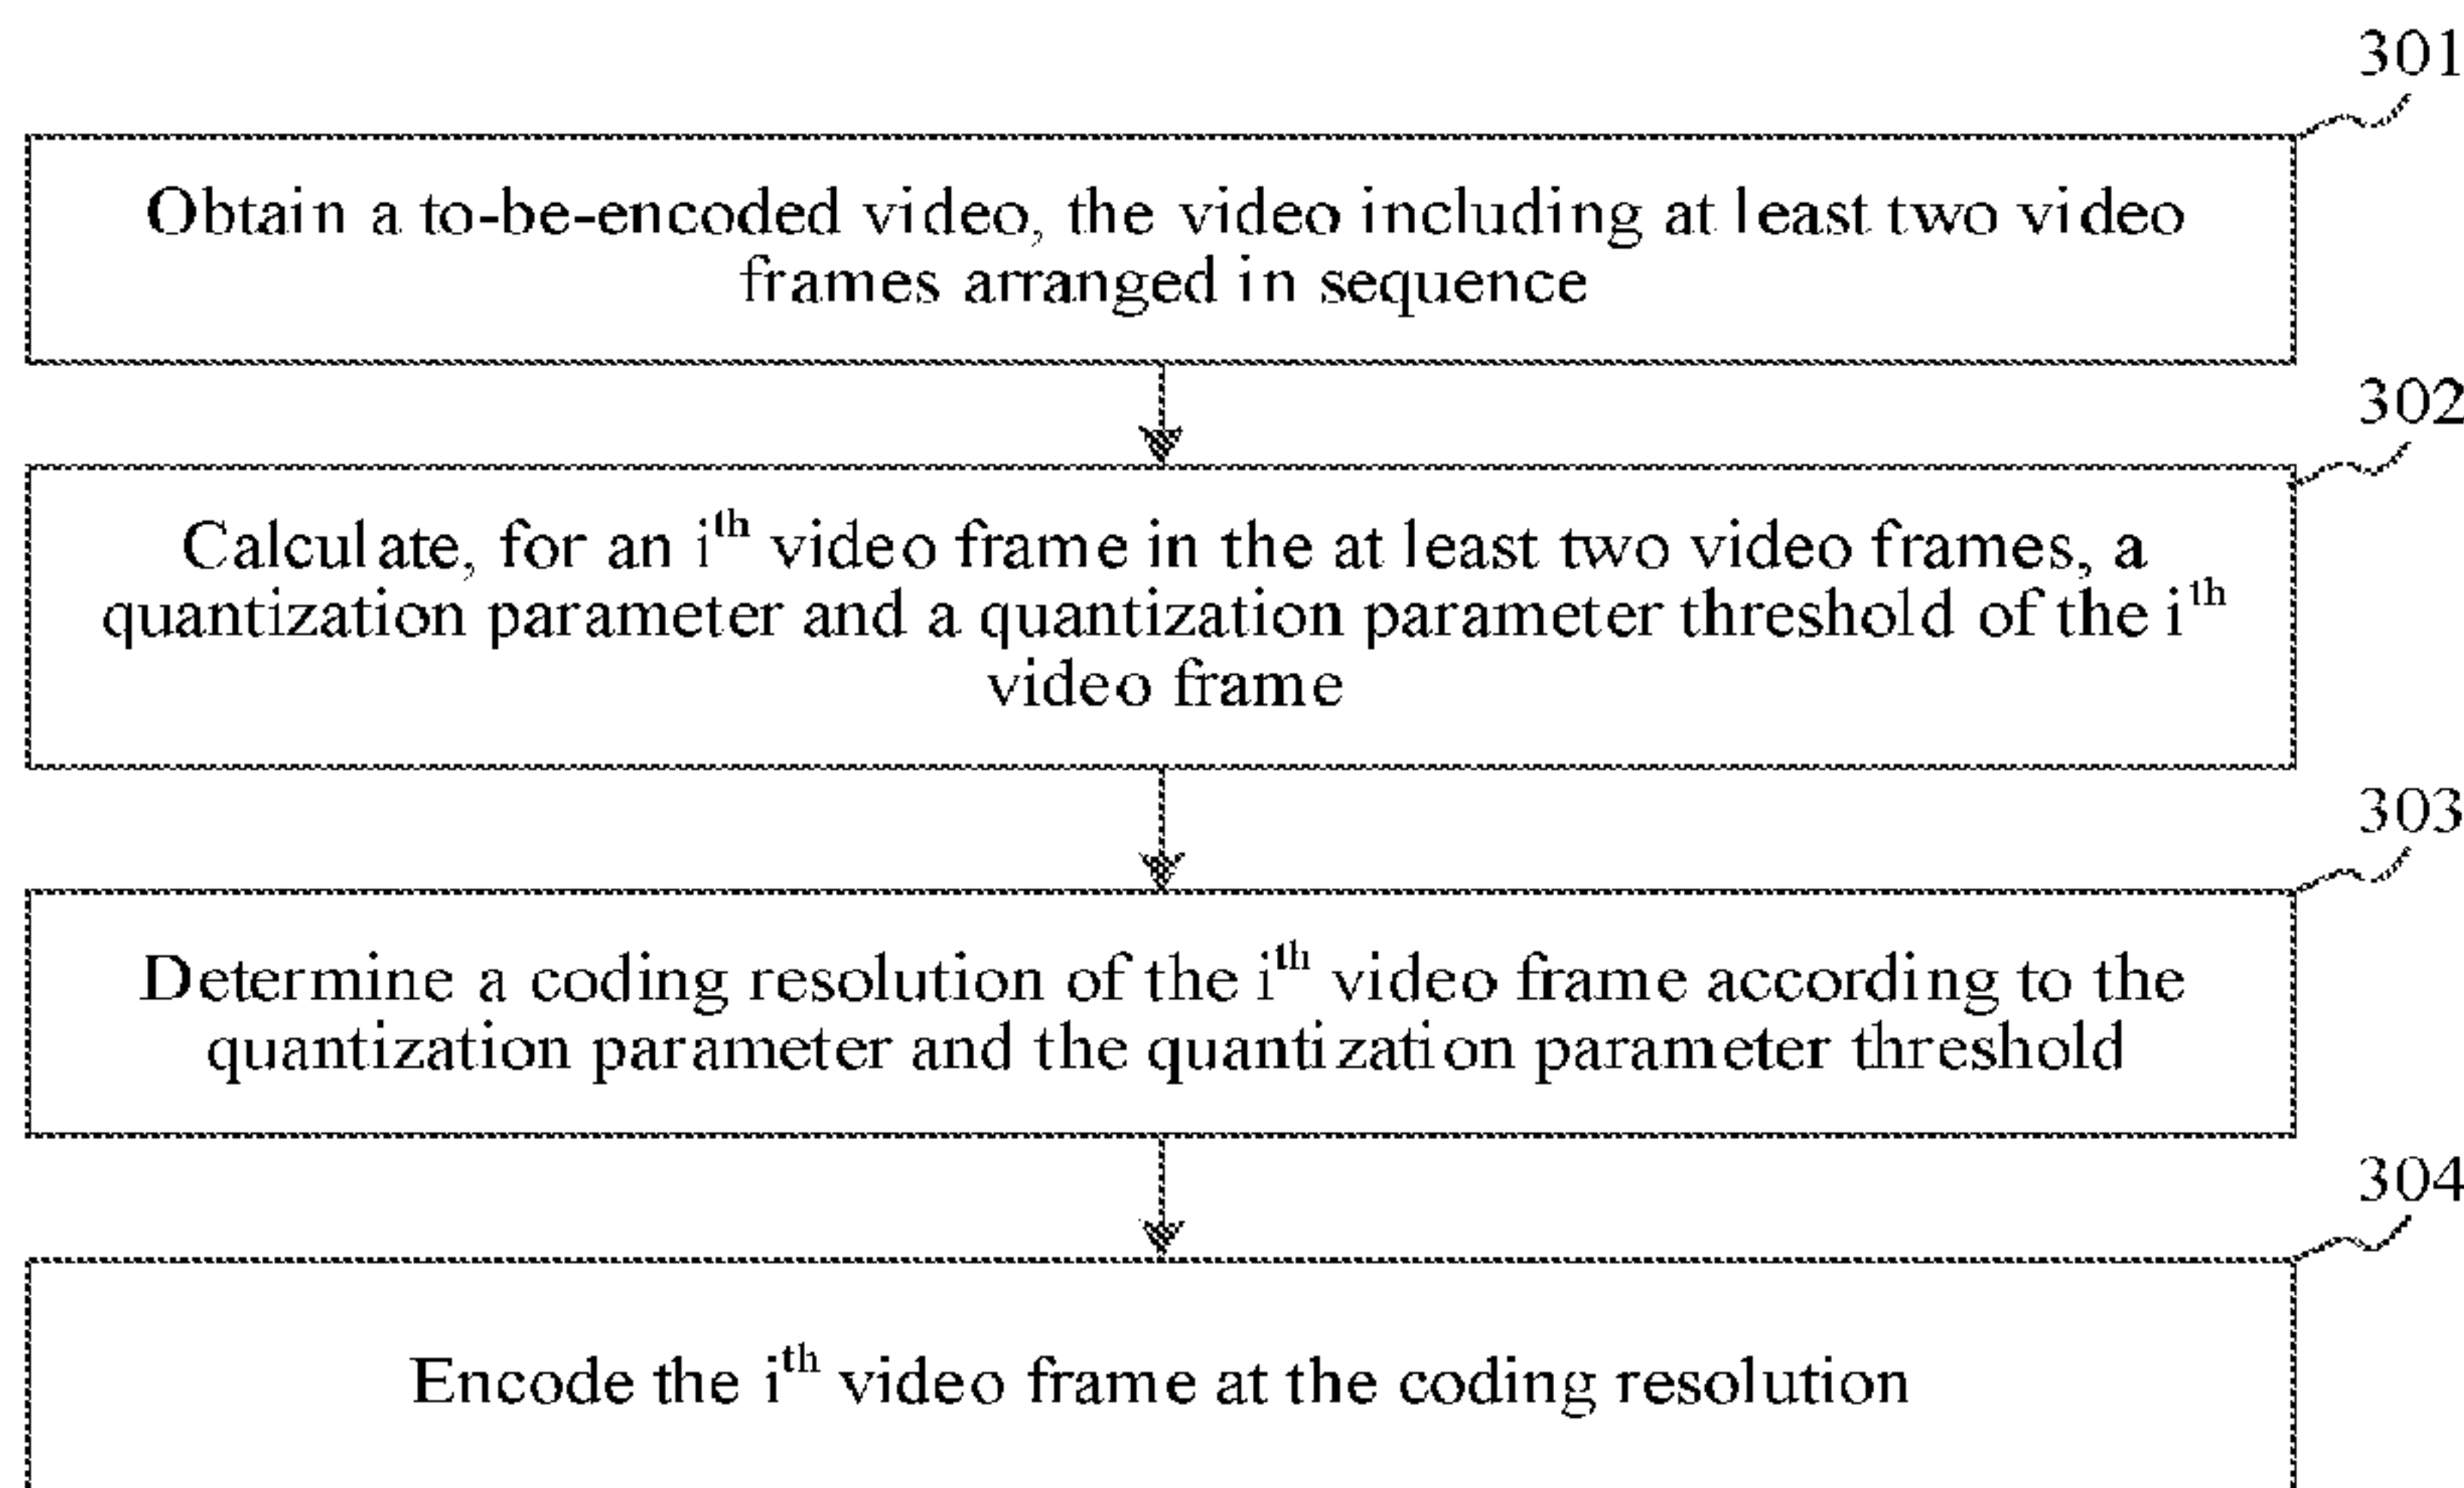 301
Obtain a to-be-encoded video, the video including at least two video
frames arranged in sequence
302
Calculate, for an iᵗʰ video frame in the at least two video frames, a
quantization parameter and a quantization parameter threshold of the iᵗʰ
video frame
303
Determine a coding resolution of the iᵗʰ video frame according to the
quantization parameter and the quantization parameter threshold
304
Encode the iᵗʰ video frame at the coding resolution